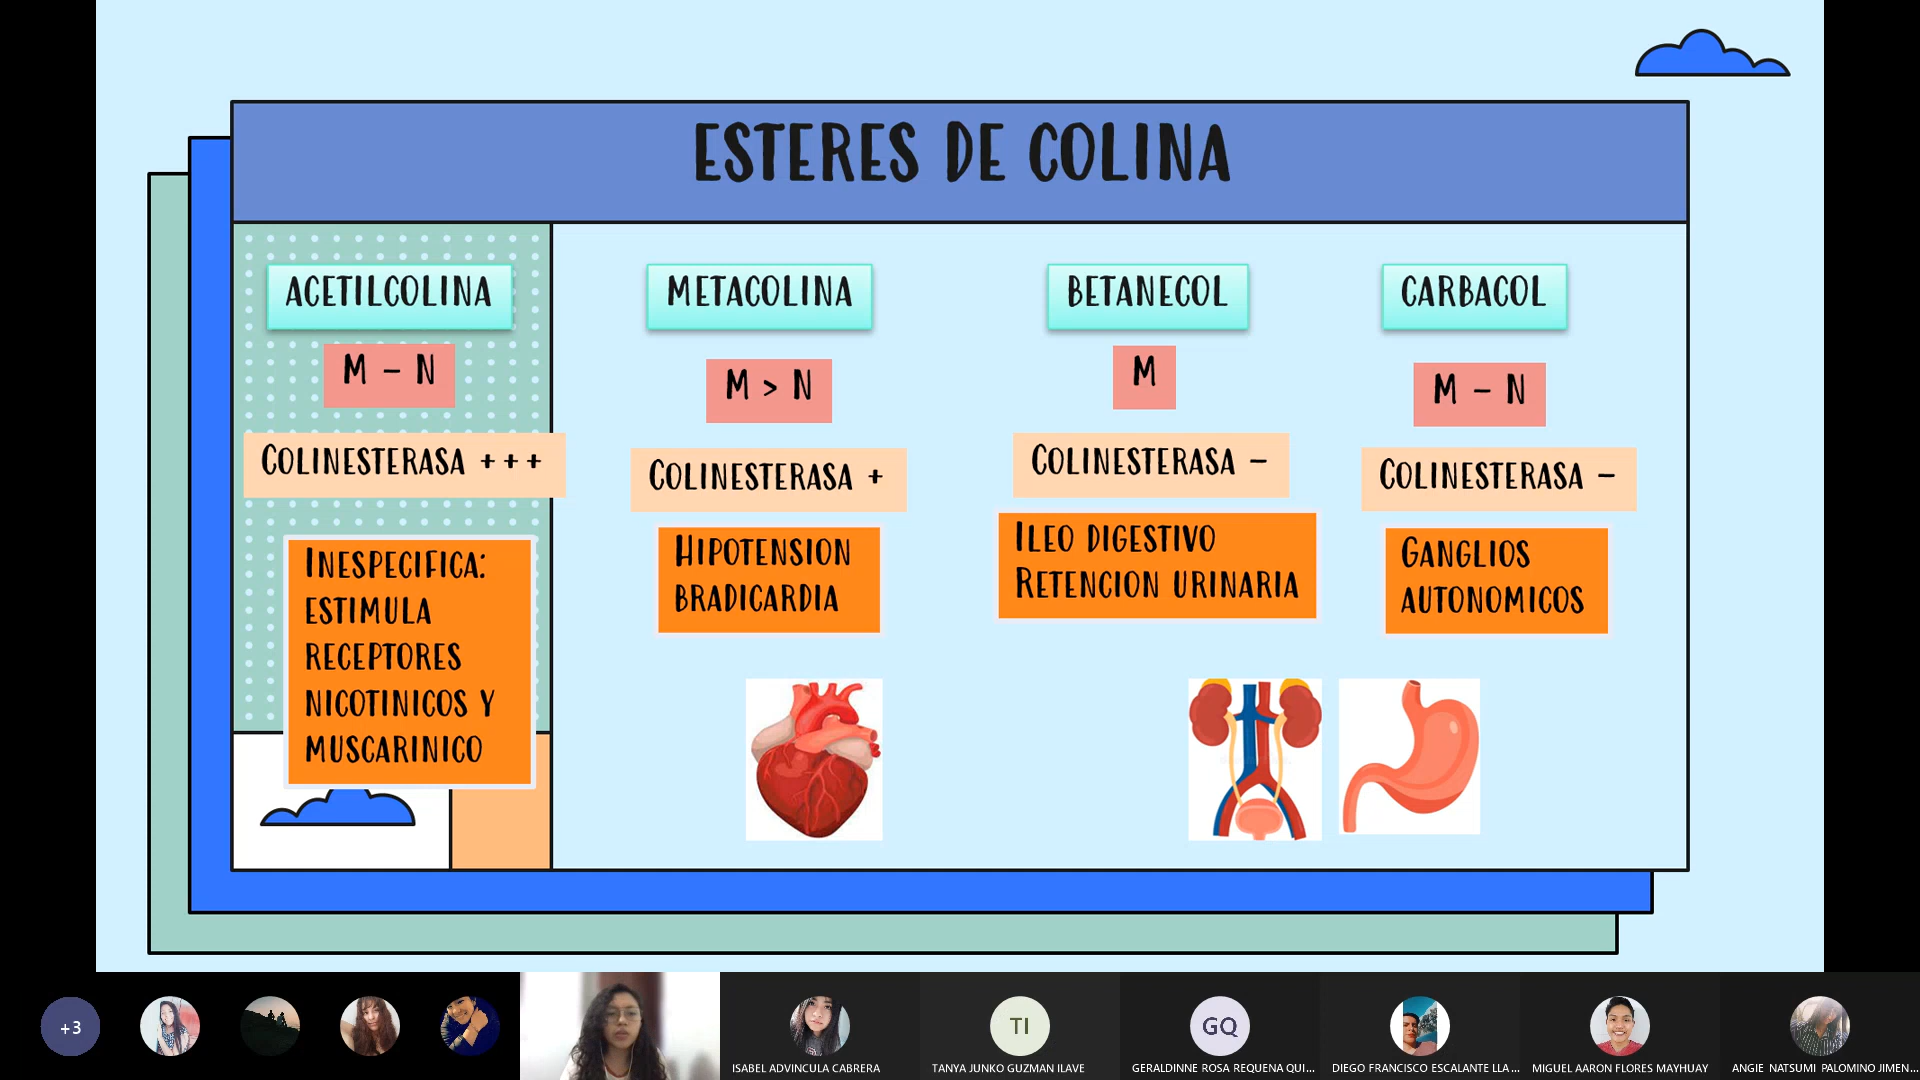 ESTERES DE COLINA
ACETILCOLINA
M - N
COLINESTERASA +++
INESPECIFICA:
ESTIMULA
RECEPTORES
NICOTINICOS Y
MUSCARINICO
METACOLINA
M > N
COLINESTERASA +
HIPOTENSION
BRADICARDIA
BETANECOL
M
COLINESTERASA -
ILEO DIGESTIVO
RETENCION URINARIA
CARBACOL
M - N
COLINESTERASA -
GANGLIOS
AUTONOMICOS
+3
ISABEL ADVINCULA CABRERA
TI
TANYA JUNKO GUZMAN ILAVE
GQ
GERALDINNE ROSA REQUENA QUI...
DIEGO FRANCISCO ESCALANTE LLA...
MIGUEL AARON FLORES MAYHUAY
ANGIE NATSUMI PALOMINO JIMEN...